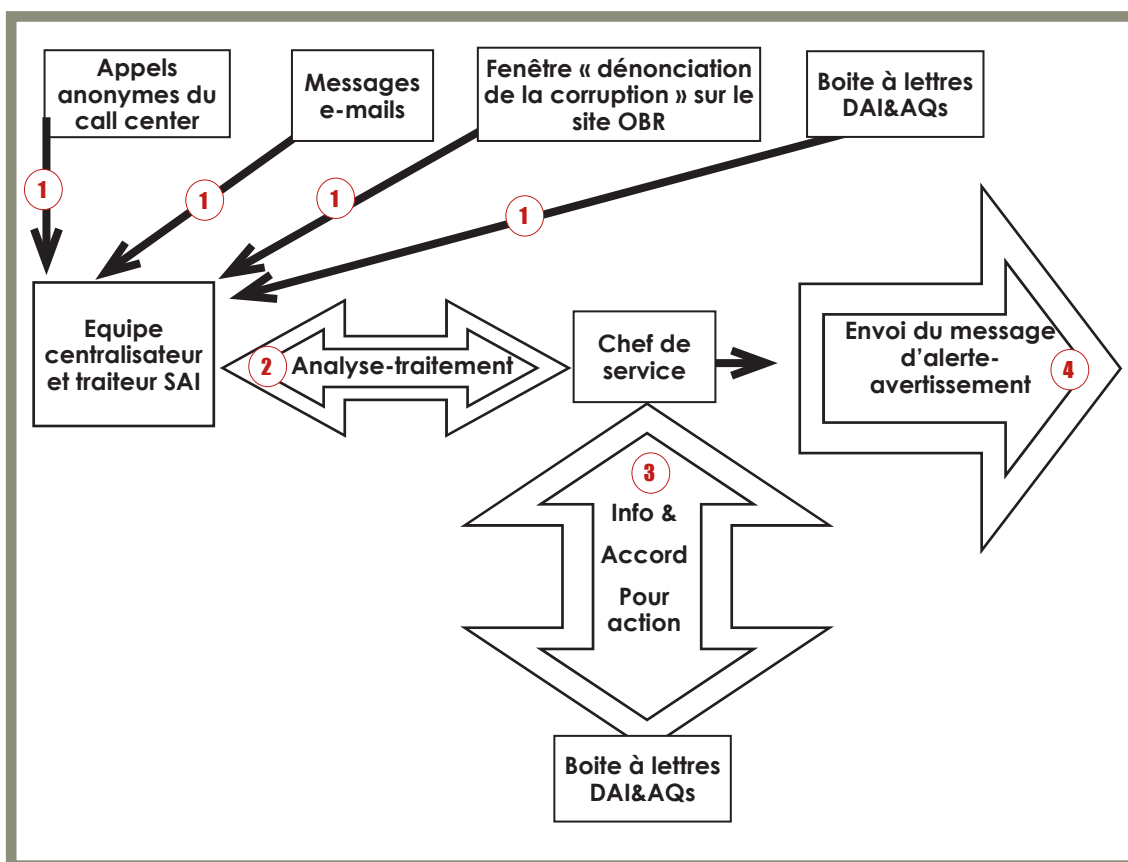 Appels
anonymes du
call center
Messages
e-mails
Fenêtre « dénonciation
de la corruption » sur le
site OBR
Boite à lettres
DAI&AQs
1
1
1
1
Equipe
centralisateur
et traiteur SAI
2
Analyse-traitement
Chef de
service
Envoi du message
d’alerte-
avertissement
4
3
Info &
Accord
Pour
action
Boite à lettres
DAI&AQs